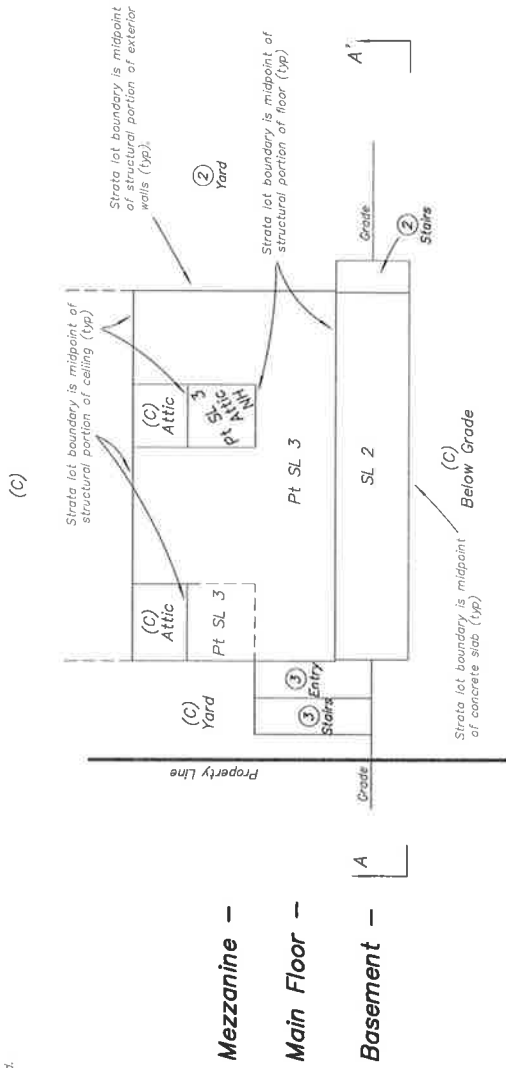 d.
(C)
Strata lot boundary is midpoint of
structural portion of ceiling (typ)
Strata lot boundary is midpoint
of structural portion of exterior
walls (typ).
(C)
Attic
(C)
Attic
(C)
Yard
2
Yard
Mezzanine -
Pt SL 3
Pt SL 3
Attic
NH
Strata lot boundary is midpoint of
structural portion of floor (typ)
Property Line
Main Floor -
3
Stairs
3
Entry
Pt SL 3
Grade
Grade
Basement -
SL 2
2
Stairs
A
A'
(C)
Below Grade
Strata lot boundary is midpoint
of concrete slab (typ)